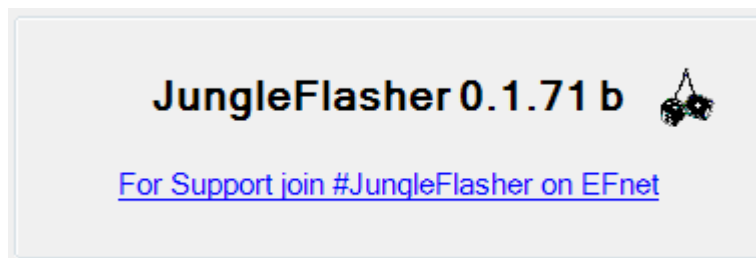 JungleFlasher 0.1.71 b
For Support join #JungleFlasher on EFnet